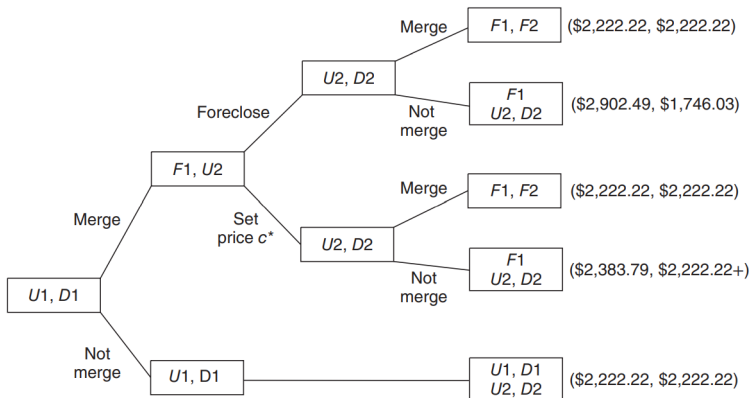 Merge
F1, F2
($2,222.22, $2,222.22)
U2, D2
Foreclose
Not
merge
F1
U2, D2
($2,902.49, $1,746.03)
F1, U2
Merge
Set
price c*
Merge
F1, F2
($2,222.22, $2,222.22)
U2, D2
Not
merge
F1
U2, D2
($2,383.79, $2,222.22+)
U1, D1
Not
merge
U1, D1
U1, D1
U2, D2
($2,222.22, $2,222.22)